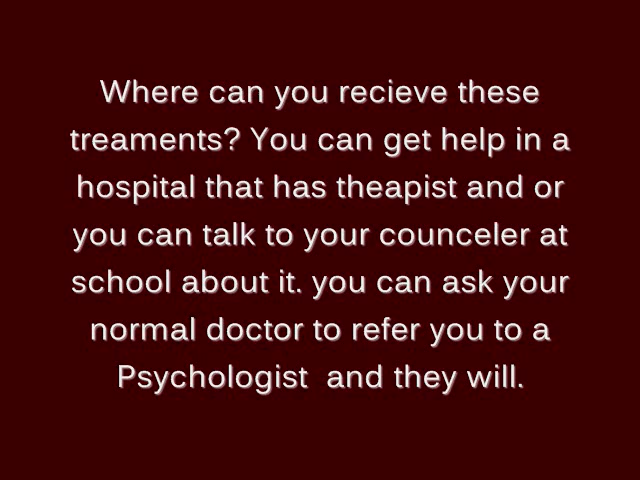 Where can you recieve these
treaments? You can get help in a
hospital that has theapist and or
you can talk to your counceler at
school about it. you can ask your
normal doctor to refer you to a
Psychologist  and they will.